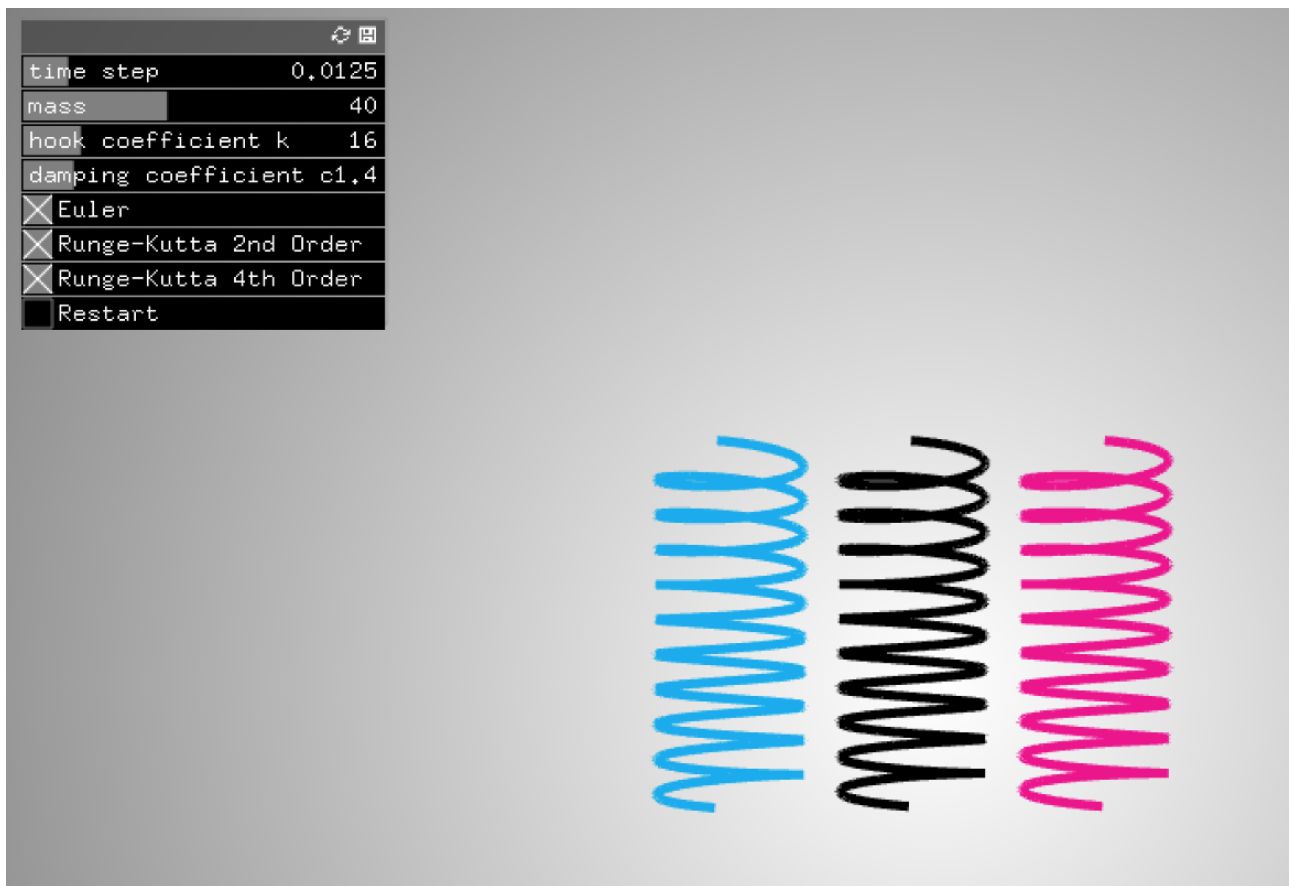 time step 0.0125
mass 40
hook coefficient k 16
damping coefficient c1.4
Euler
Runge-Kutta 2nd Order
Runge-Kutta 4th Order
Restart